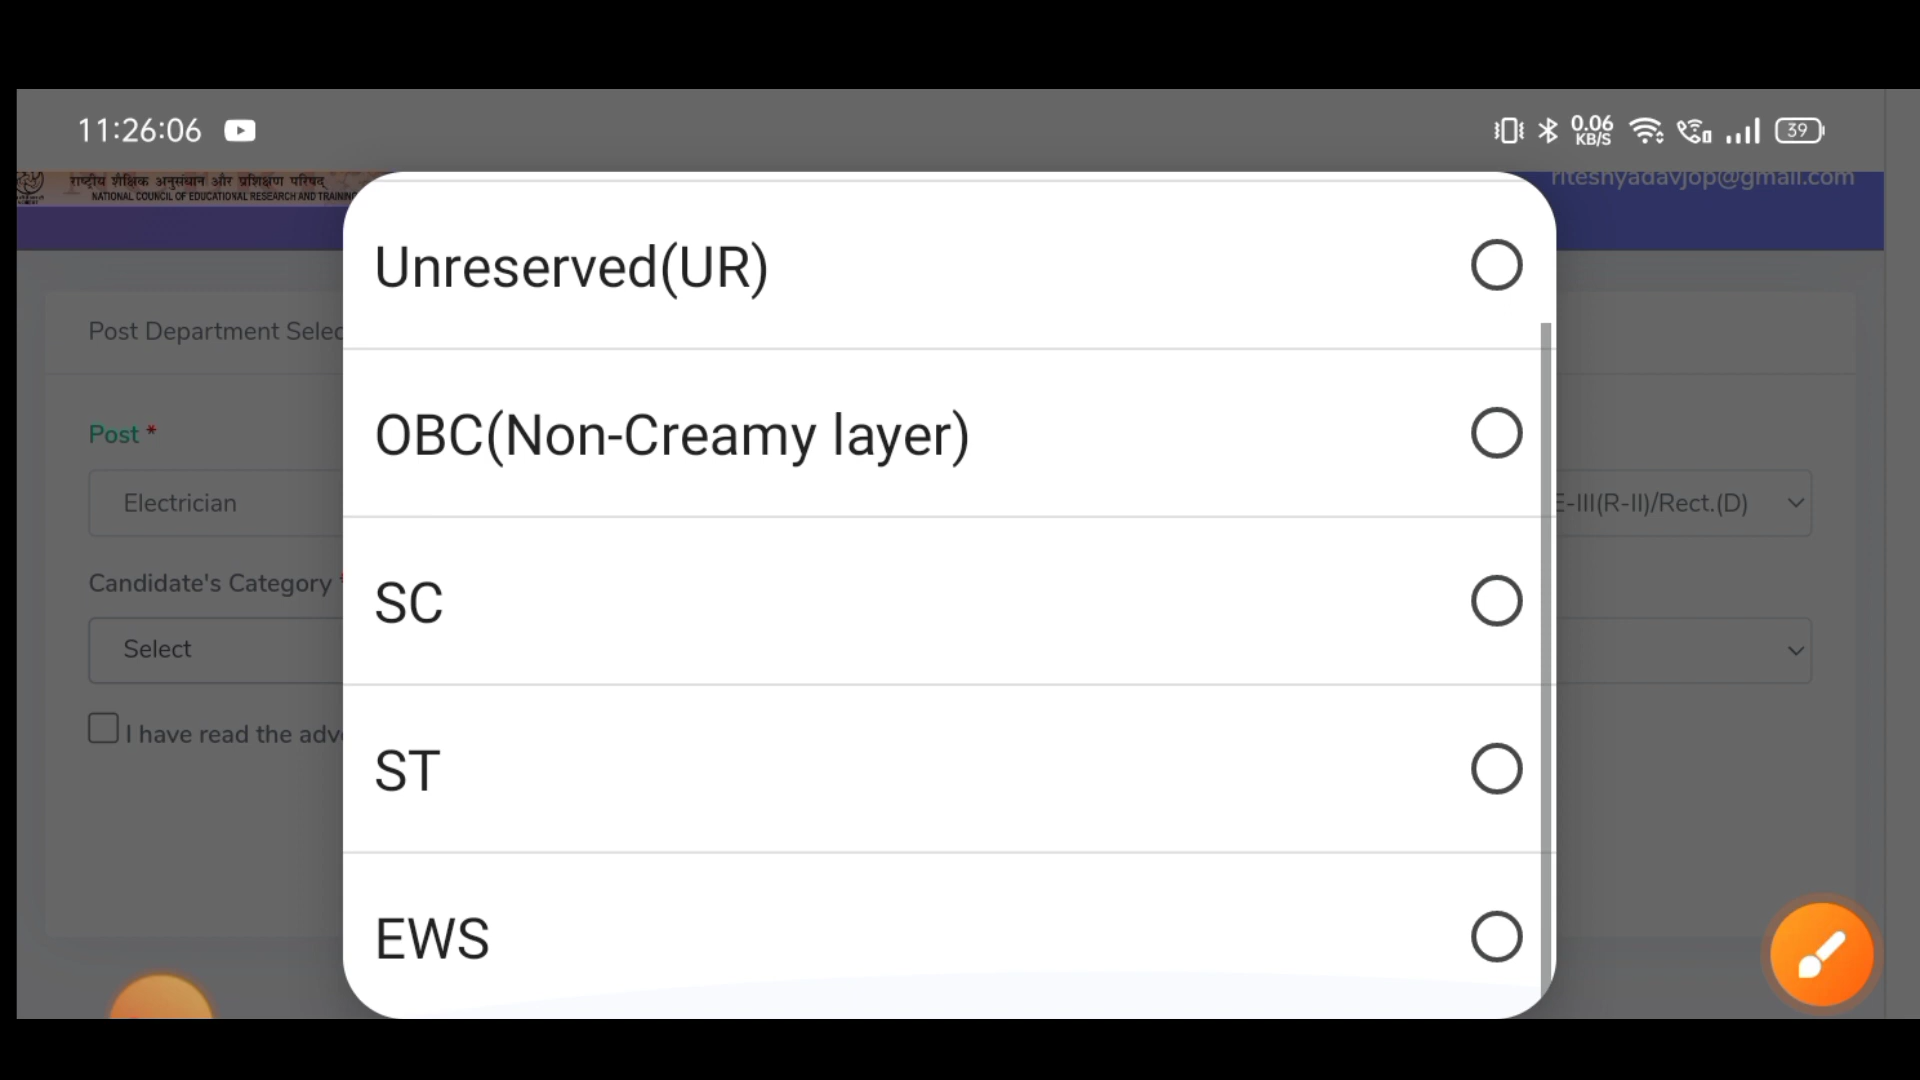 11:26:06
0.06
KB/S
39
राष्ट्रीय शैक्षिक अनुसंधान और प्रशिक्षण परिषद्
NATIONAL COUNCIL OF EDUCATIONAL RESEARCH AND TRAINING
riteshyadavjop@gmail.com
Unreserved(UR)
OBC(Non-Creamy layer)
SC
ST
EWS
Post Department Selec
Post *
Electrician
E-III(R-II)/Rect.(D)
Candidate's Category *
Select
I have read the adv